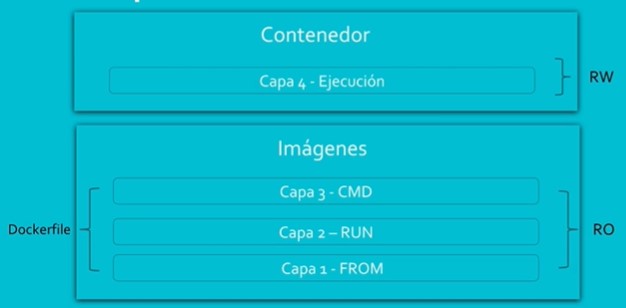 Contenedor
Capa 4 - Ejecución
RW
Imágenes
Capa 3 - CMD
Dockerfile
Capa 2 – RUN
RO
Capa 1 - FROM